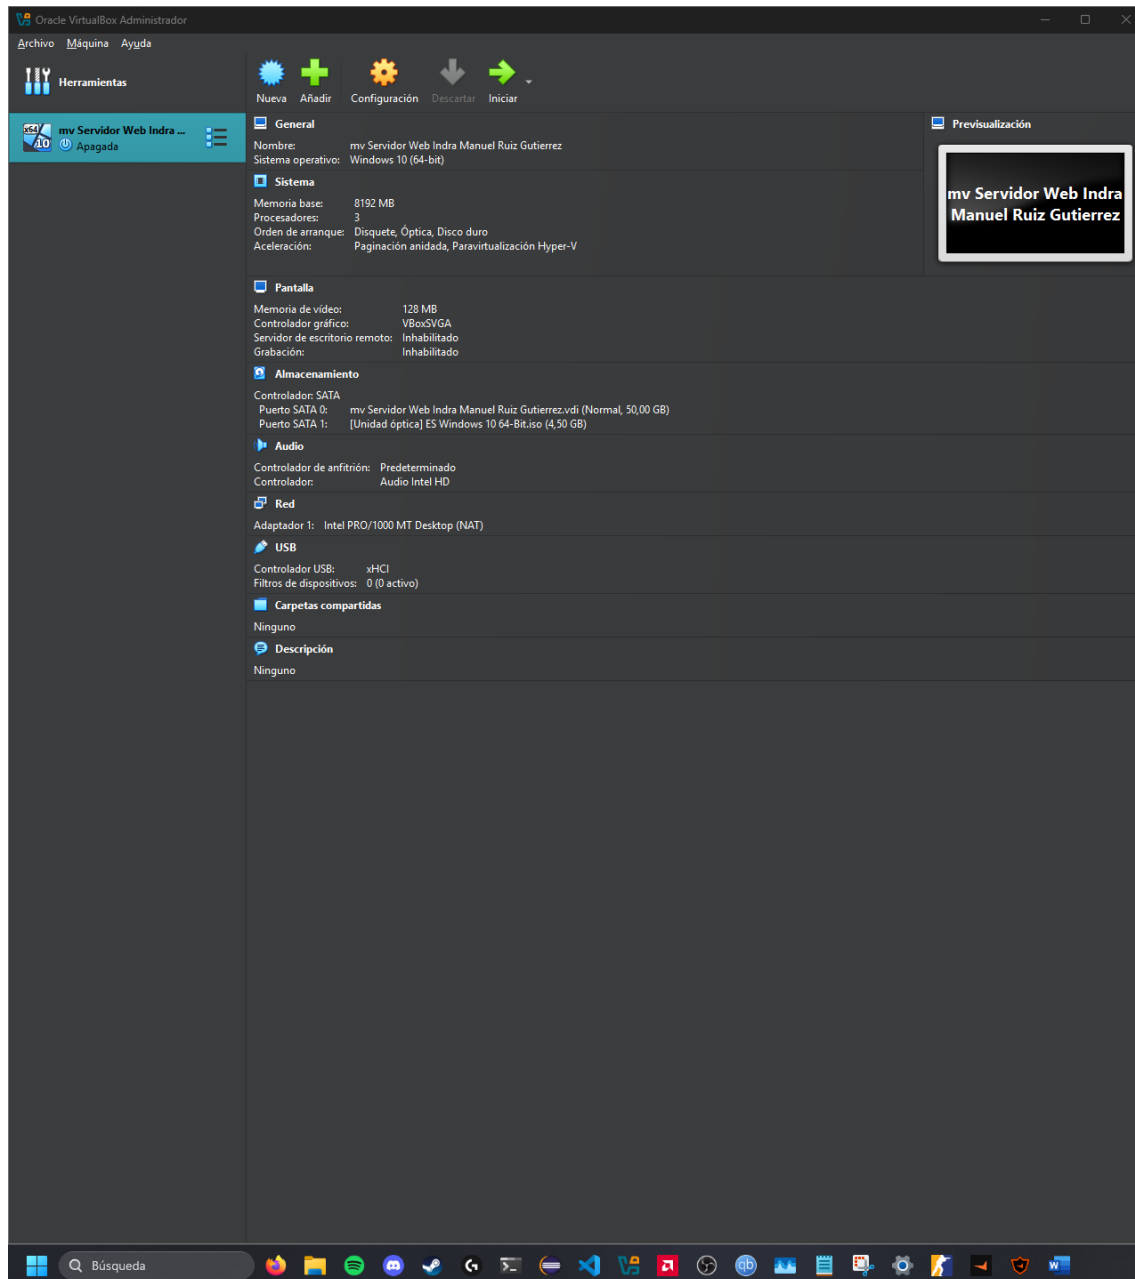 Oracle VirtualBox Administrador
Archivo Máquina Ayuda
Herramientas
Nueva Añadir Configuración Descartar Iniciar
mv Servidor Web Indra ...
Apagada
General
Nombre: mv Servidor Web Indra Manuel Ruiz Gutierrez
Sistema operativo: Windows 10 (64-bit)
Sistema
Memoria base: 8192 MB
Procesadores: 3
Orden de arranque: Disquete, Óptica, Disco duro
Aceleración: Paginación anidada, Paravirtualización Hyper-V
Previsualización
mv Servidor Web Indra
Manuel Ruiz Gutierrez
Pantalla
Memoria de vídeo: 128 MB
Controlador gráfico: VBoxSVGA
Servidor de escritorio remoto: Inhabilitado
Grabación: Inhabilitado
Almacenamiento
Controlador: SATA
Puerto SATA 0: mv Servidor Web Indra Manuel Ruiz Gutierrez.vdi (Normal, 50,00 GB)
Puerto SATA 1: [Unidad óptica] ES Windows 10 64-Bit.iso (4,50 GB)
Audio
Controlador de anfitrión: Predeterminado
Controlador: Audio Intel HD
Red
Adaptador 1: Intel PRO/1000 MT Desktop (NAT)
USB
Controlador USB: xHCI
Filtros de dispositivos: 0 (0 activo)
Carpetas compartidas
Ninguno
Descripción
Ninguno
Búsqueda